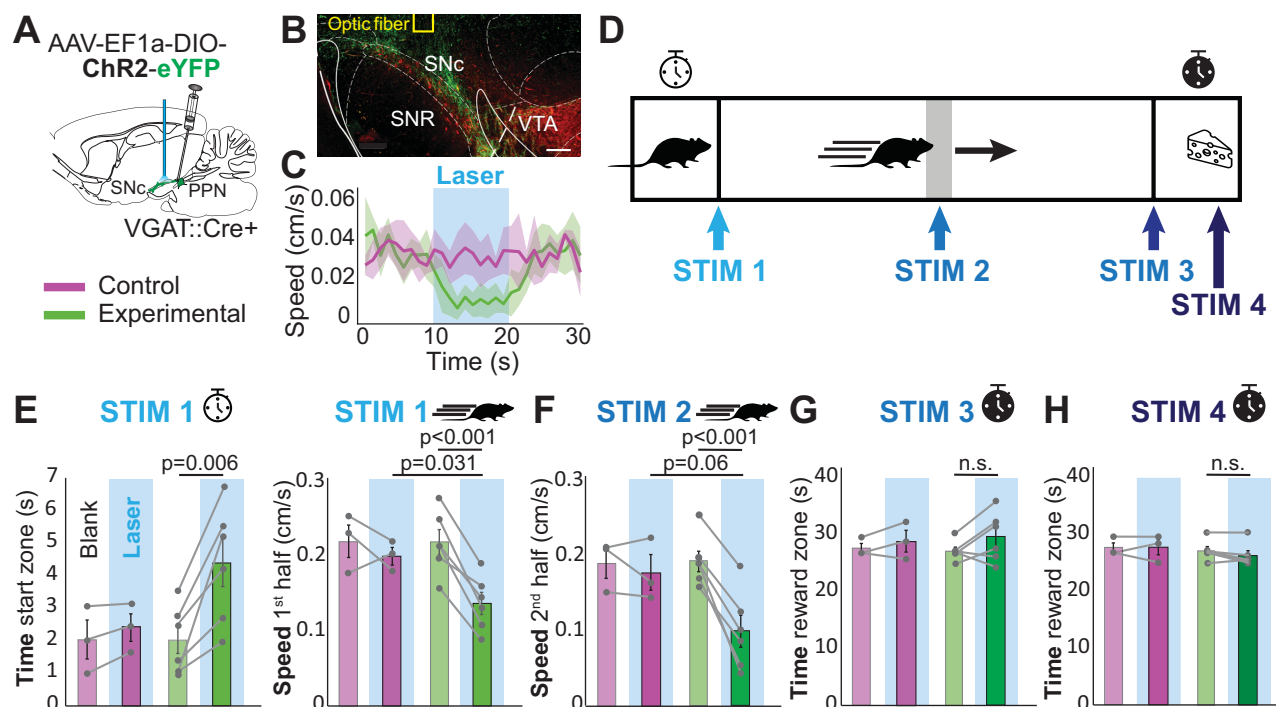 A
AAV-EF1a-DIO-
ChR2-eYFP
SNc
PPN
VGAT::Cre+
Control
Experimental
B
Optic fiber
SNc
SNR
VTA
C
Laser
Speed (cm/s)
0.06
0.04
0.02
0
0
10
20
30
Time (s)
D
STIM 1
STIM 2
STIM 3
STIM 4
E
STIM 1
p=0.006
Time start zone (s)
7
6
5
4
3
2
1
0
Blank
Laser
STIM 1
p<0.001
p=0.031
Speed 1st half (cm/s)
0.3
0.2
0.1
0
F
STIM 2
p<0.001
p=0.06
Speed 2nd half (cm/s)
0.3
0.2
0.1
0
G
STIM 3
n.s.
Time reward zone (s)
40
30
20
10
0
H
STIM 4
n.s.
Time reward zone (s)
40
30
20
10
0